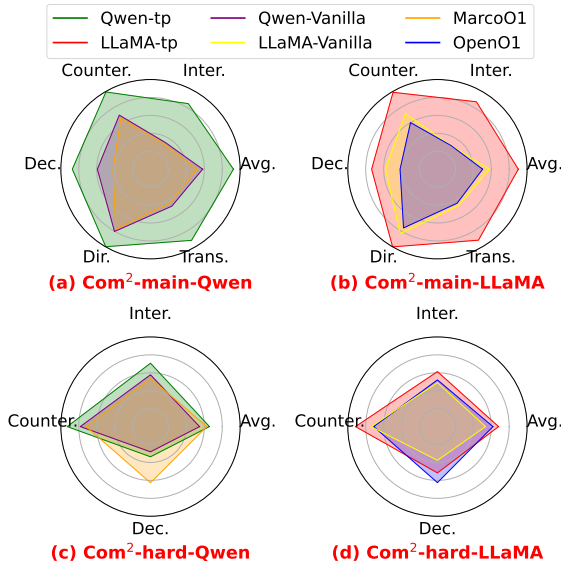 Qwen-tp Qwen-Vanilla MarcoO1
LLaMA-tp LLaMA-Vanilla OpenO1
Counter. Inter. Counter. Inter.
Dec. Avg. Dec. Avg.
Dir. Trans. Dir. Trans.
(a) Com²-main-Qwen (b) Com²-main-LLaMA
Inter. Inter.
Counter. Avg. Counter. Avg.
Dec. Dec.
(c) Com²-hard-Qwen (d) Com²-hard-LLaMA